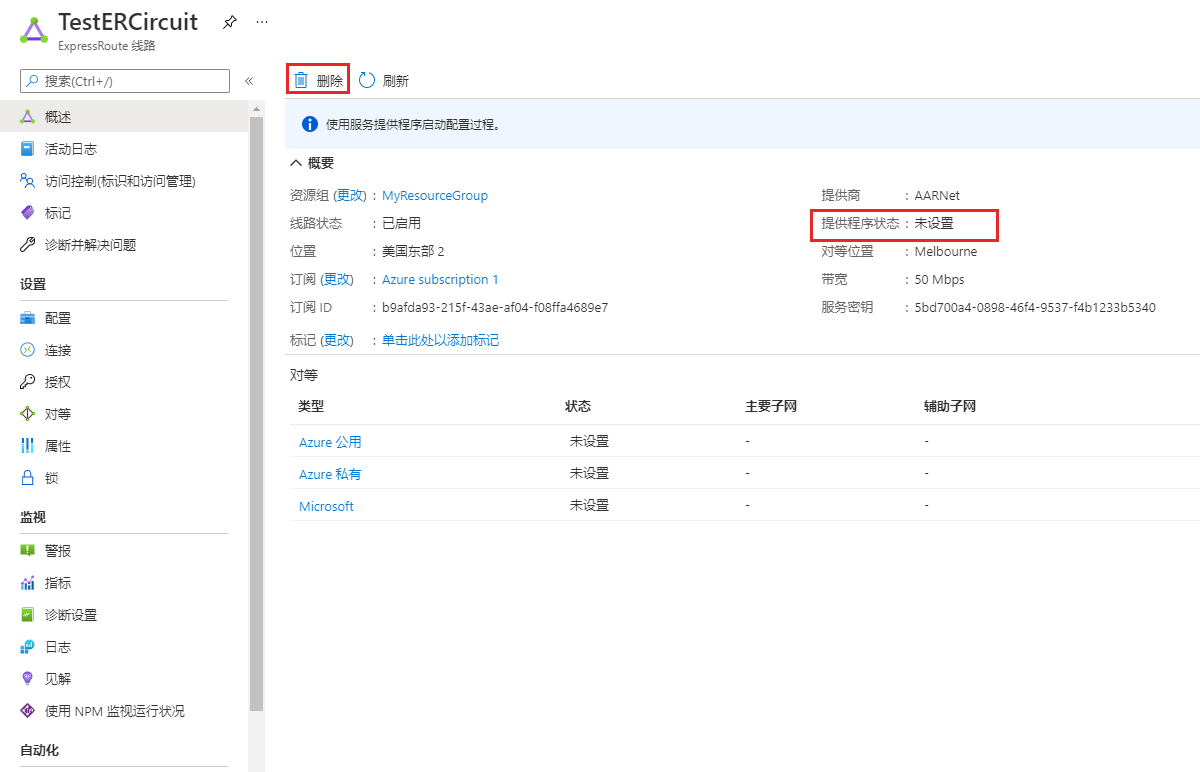 TestERCircuit
...
ExpressRoute 线路
搜索(Ctrl+/)
«
概述
活动日志
访问控制(标识和访问管理)
标记
诊断并解决问题
设置
配置
连接
授权
对等
属性
锁
监视
警报
指标
诊断设置
日志
见解
使用 NPM 监视运行状况
自动化
删除 刷新
使用服务提供程序启动配置过程。
概要
资源组 (更改) : MyResourceGroup
线路状态 : 已启用
位置 : 美国东部 2
订阅 (更改) : Azure subscription 1
订阅 ID : b9afda93-215f-43ae-af04-f08ffa4689e7
标记 (更改) : 单击此处以添加标记
提供商 : AARNet
提供程序状态 : 未设置
对等位置 : Melbourne
带宽 : 50 Mbps
服务密钥 : 5bd700a4-0898-46f4-9537-f4b1233b5340
对等
类型 状态 主要子网 辅助子网
Azure 公用 未设置 - -
Azure 私有 未设置 - -
Microsoft 未设置 - -